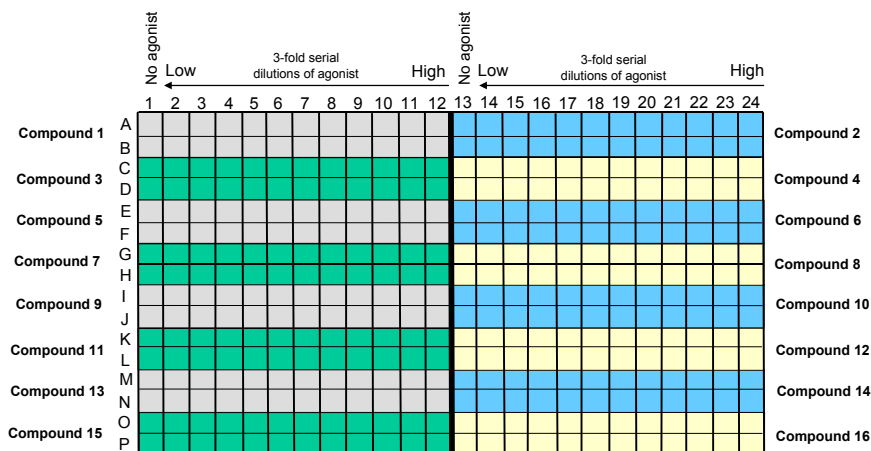 No agonist
3-fold serial
dilutions of agonist
Low
High
No agonist
3-fold serial
dilutions of agonist
Low
High
1 2 3 4 5 6 7 8 9 10 11 12 13 14 15 16 17 18 19 20 21 22 23 24
Compound 1
A
B
Compound 2
Compound 3
C
D
Compound 4
Compound 5
E
F
Compound 6
Compound 7
G
H
Compound 8
Compound 9
I
J
Compound 10
Compound 11
K
L
Compound 12
Compound 13
M
N
Compound 14
Compound 15
O
P
Compound 16